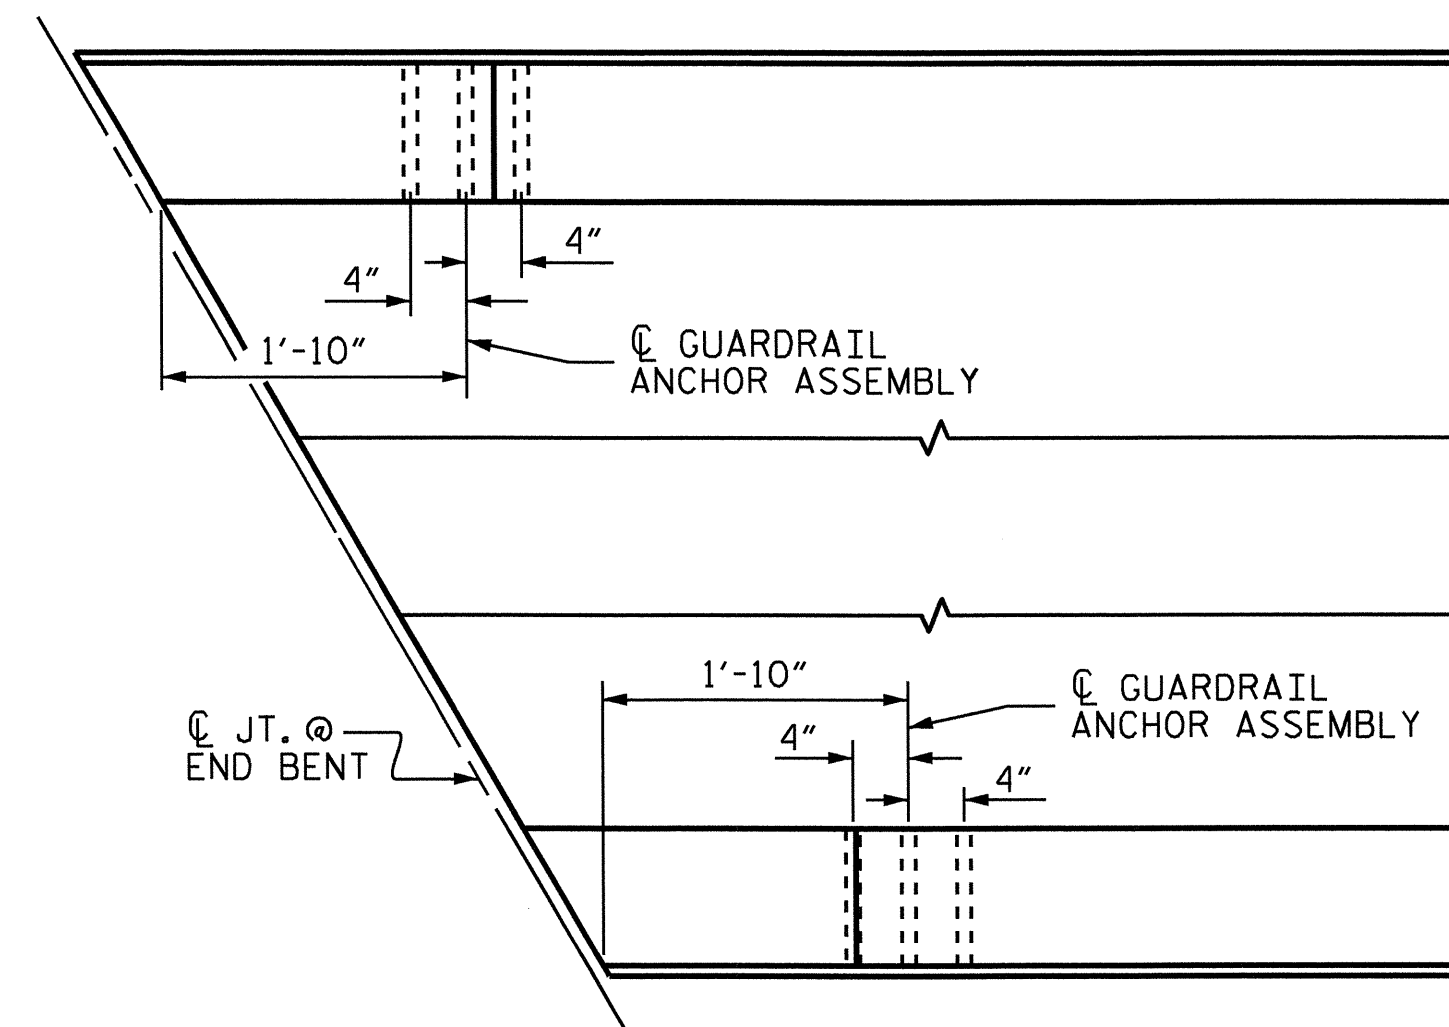 4″
4″
1′-10″
℄ GUARDRAIL
ANCHOR ASSEMBLY
1′-10″
℄ GUARDRAIL
ANCHOR ASSEMBLY
℄ JT. @
END BENT
4″
4″